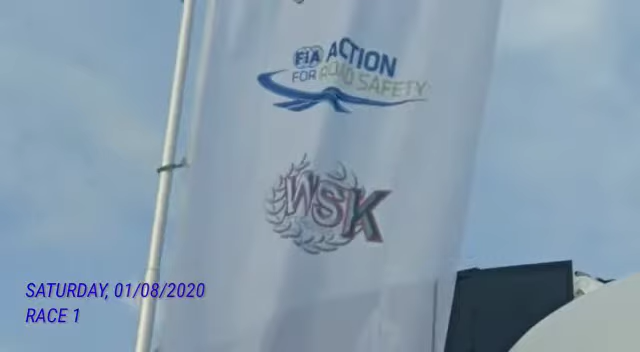 FIA ACTION
FOR ROAD SAFETY
WSK
SATURDAY, 01/08/2020
RACE 1